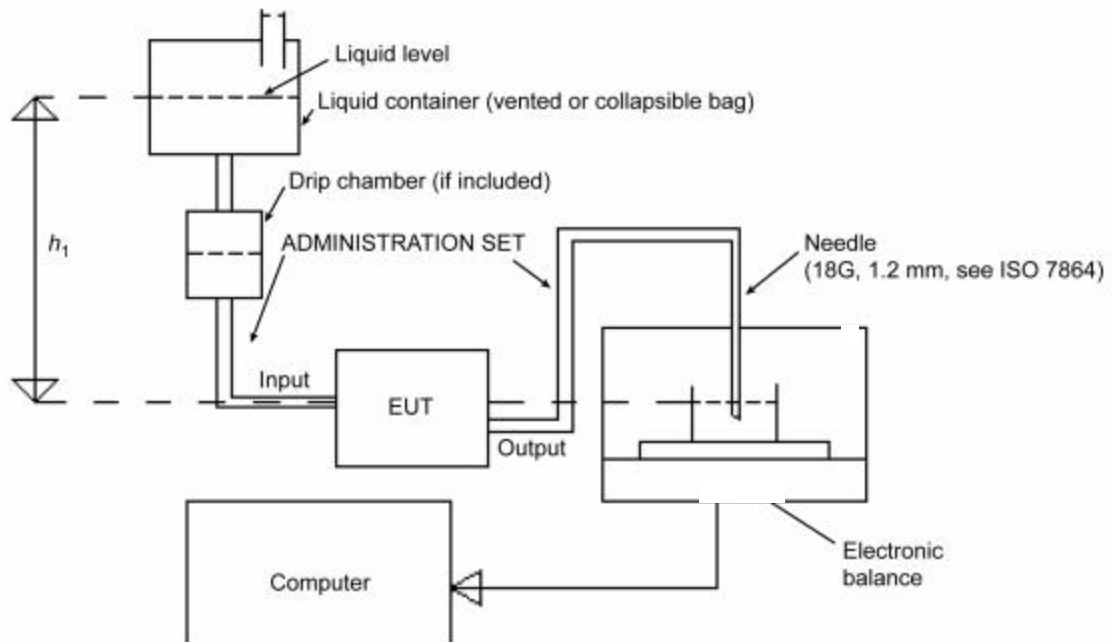 Liquid level
Liquid container (vented or collapsible bag)
Drip chamber (if included)
h1
ADMINISTRATION SET
Needle
(18G, 1.2 mm, see ISO 7864)
Input
EUT
Output
Electronic
balance
Computer